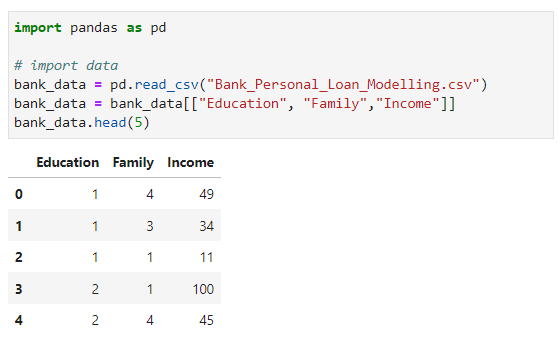 import pandas as pd
# import data
bank_data = pd.read_csv("Bank_Personal_Loan_Modelling.csv")
bank_data = bank_data[["Education", "Family","Income"]]
bank_data.head(5)
Education Family Income
0 1 4 49
1 1 3 34
2 1 1 11
3 2 1 100
4 2 4 45